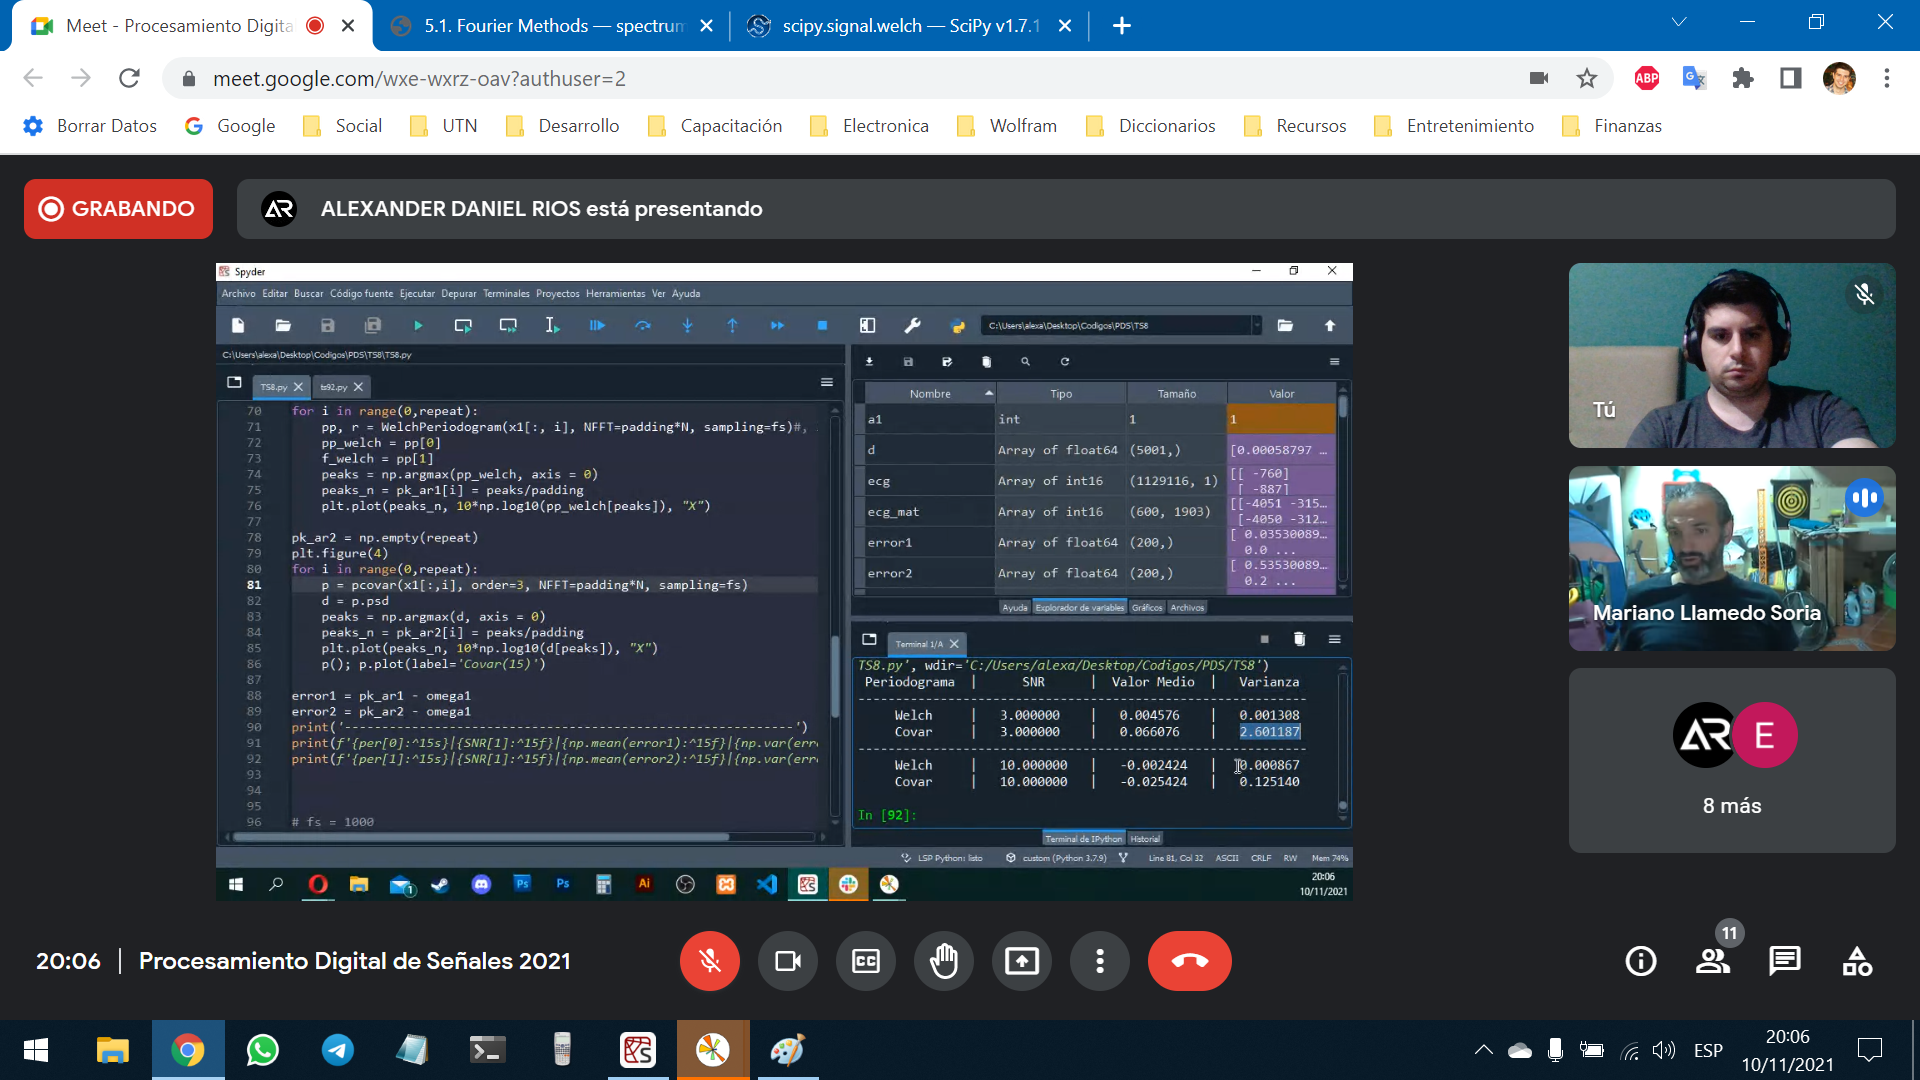 Meet - Procesamiento Digita
5.1. Fourier Methods — spectrum
scipy.signal.welch — SciPy v1.7.1
meet.google.com/wxe-wxrz-oav?authuser=2
ABP
Borrar Datos
Google
Social
UTN
Desarrollo
Capacitación
Electronica
Wolfram
Diccionarios
Recursos
Entretenimiento
Finanzas
GRABANDO
AR
ALEXANDER DANIEL RIOS está presentando
Spyder
Archivo Editar Buscar Código fuente Ejecutar Depurar Terminales Proyectos Herramientas Ver Ayuda
C:\Users\alexa\Desktop\Codigos\PDS\TS8
C:\Users\alexa\Desktop\Codigos\PDS\TS8\TS8.py
TS8.py
ts92.py
70 for i in range(0,repeat):
71 pp, r = WelchPeriodogram(x1[:, i], NFFT=padding*N, sampling=fs)#,
72 pp_welch = pp[0]
73 f_welch = pp[1]
74 peaks = np.argmax(pp_welch, axis = 0)
75 peaks_n = pk_ar1[i] = peaks/padding
76 plt.plot(peaks_n, 10*np.log10(pp_welch[peaks]), "X")
77
78 pk_ar2 = np.empty(repeat)
79 plt.figure(4)
80 for i in range(0,repeat):
81 p = pcovar(x1[:,i], order=3, NFFT=padding*N, sampling=fs)
82 d = p.psd
83 peaks = np.argmax(d, axis = 0)
84 peaks_n = pk_ar2[i] = peaks/padding
85 plt.plot(peaks_n, 10*np.log10(d[peaks]), "X")
86 p(); p.plot(label='Covar(15)')
87
88 error1 = pk_ar1 - omega1
89 error2 = pk_ar2 - omega1
90 print('------------------------------------------------------------')
91 print(f'{per[0]:^15s}|{SNR[1]:^15f}|{np.mean(error1):^15f}|{np.var(erro
92 print(f'{per[1]:^15s}|{SNR[1]:^15f}|{np.mean(error2):^15f}|{np.var(erro
93
94
95
96 # fs = 1000
Nombre Tipo Tamaño Valor
a1 int 1 1
d Array of float64 (5001,) [0.00058797 ...
ecg Array of int16 (1129116, 1) [[ -760]
[ -887]
ecg_mat Array of int16 (600, 1903) [[-4051 -315...
[-4050 -312...
error1 Array of float64 (200,) [ 0.03530089...
0.0 ...
error2 Array of float64 (200,) [ 0.53530089...
0.2 ...
Ayuda Explorador de variables Gráficos Archivos
Terminal 1/A
TS8.py', wdir='C:/Users/alexa/Desktop/Codigos/PDS/TS8')
Periodograma | SNR | Valor Medio | Varianza
------------------------------------------------------------
Welch | 3.000000 | 0.004576 | 0.001308
Covar | 3.000000 | 0.066076 | 2.601187
------------------------------------------------------------
Welch | 10.000000 | -0.002424 | 0.000867
Covar | 10.000000 | -0.025424 | 0.125140
In [92]:
Terminal de IPython Historial
LSP Python: listo custom (Python 3.7.9) Line 81, Col 32 ASCII CRLF RW Mem 74%
1
Ps
Ps
Ai
20:06
10/11/2021
Tú
Mariano Llamedo Soria
AR
E
8 más
20:06 | Procesamiento Digital de Señales 2021
CC
11
ESP
20:06
10/11/2021